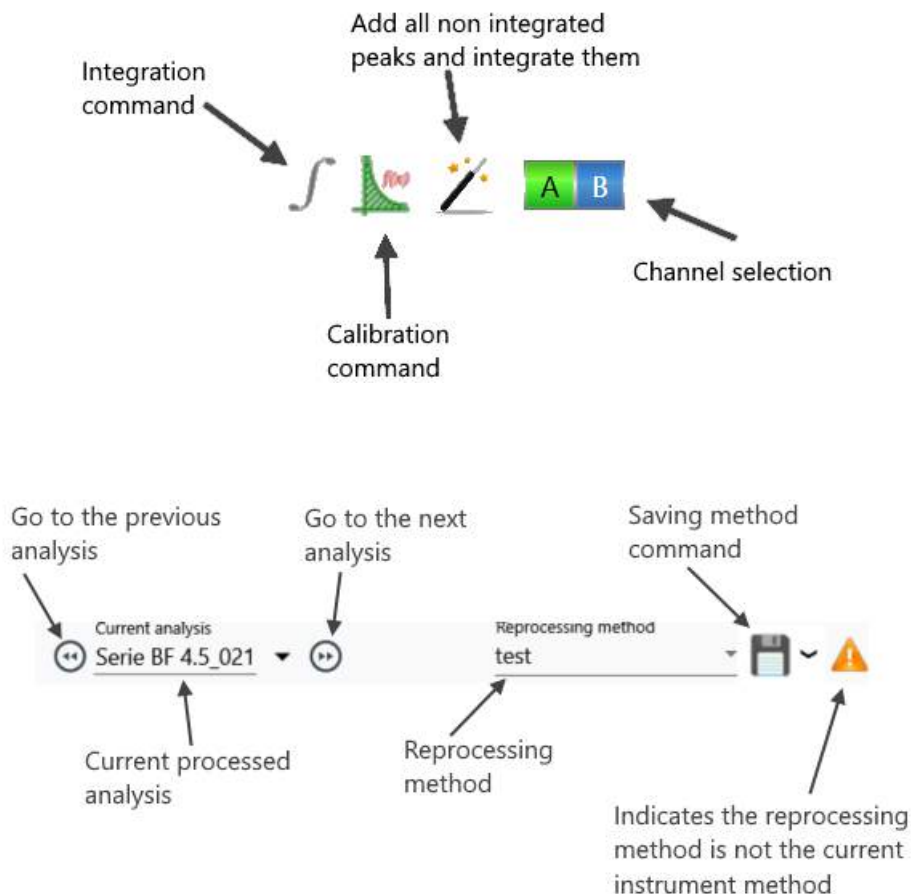 Add all non integrated
peaks and integrate them
Integration
command
f(x)
A B
Channel selection
Calibration
command
Go to the previous
analysis
Go to the next
analysis
Saving method
command
Current analysis
Serie BF 4.5_021
Reprocessing method
test
Current processed
analysis
Reprocessing
method
Indicates the reprocessing
method is not the current
instrument method